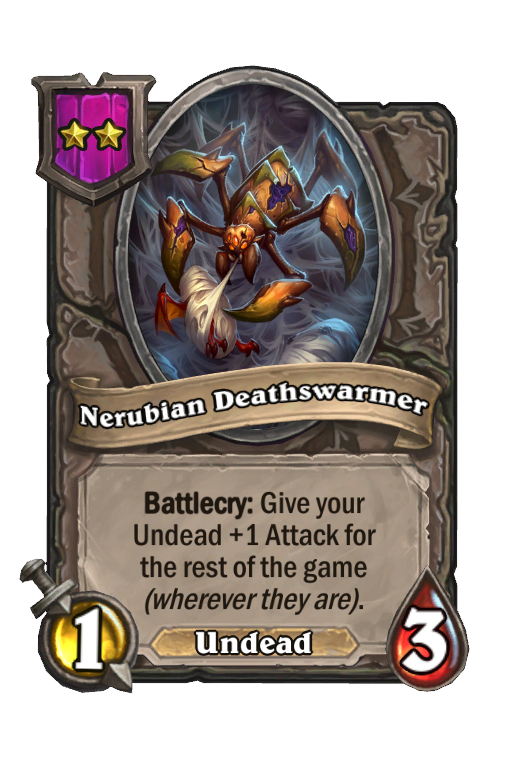 Nerubian Deathswarmer
Battlecry: Give your
Undead +1 Attack for
the rest of the game
(wherever they are).
1
Undead
3